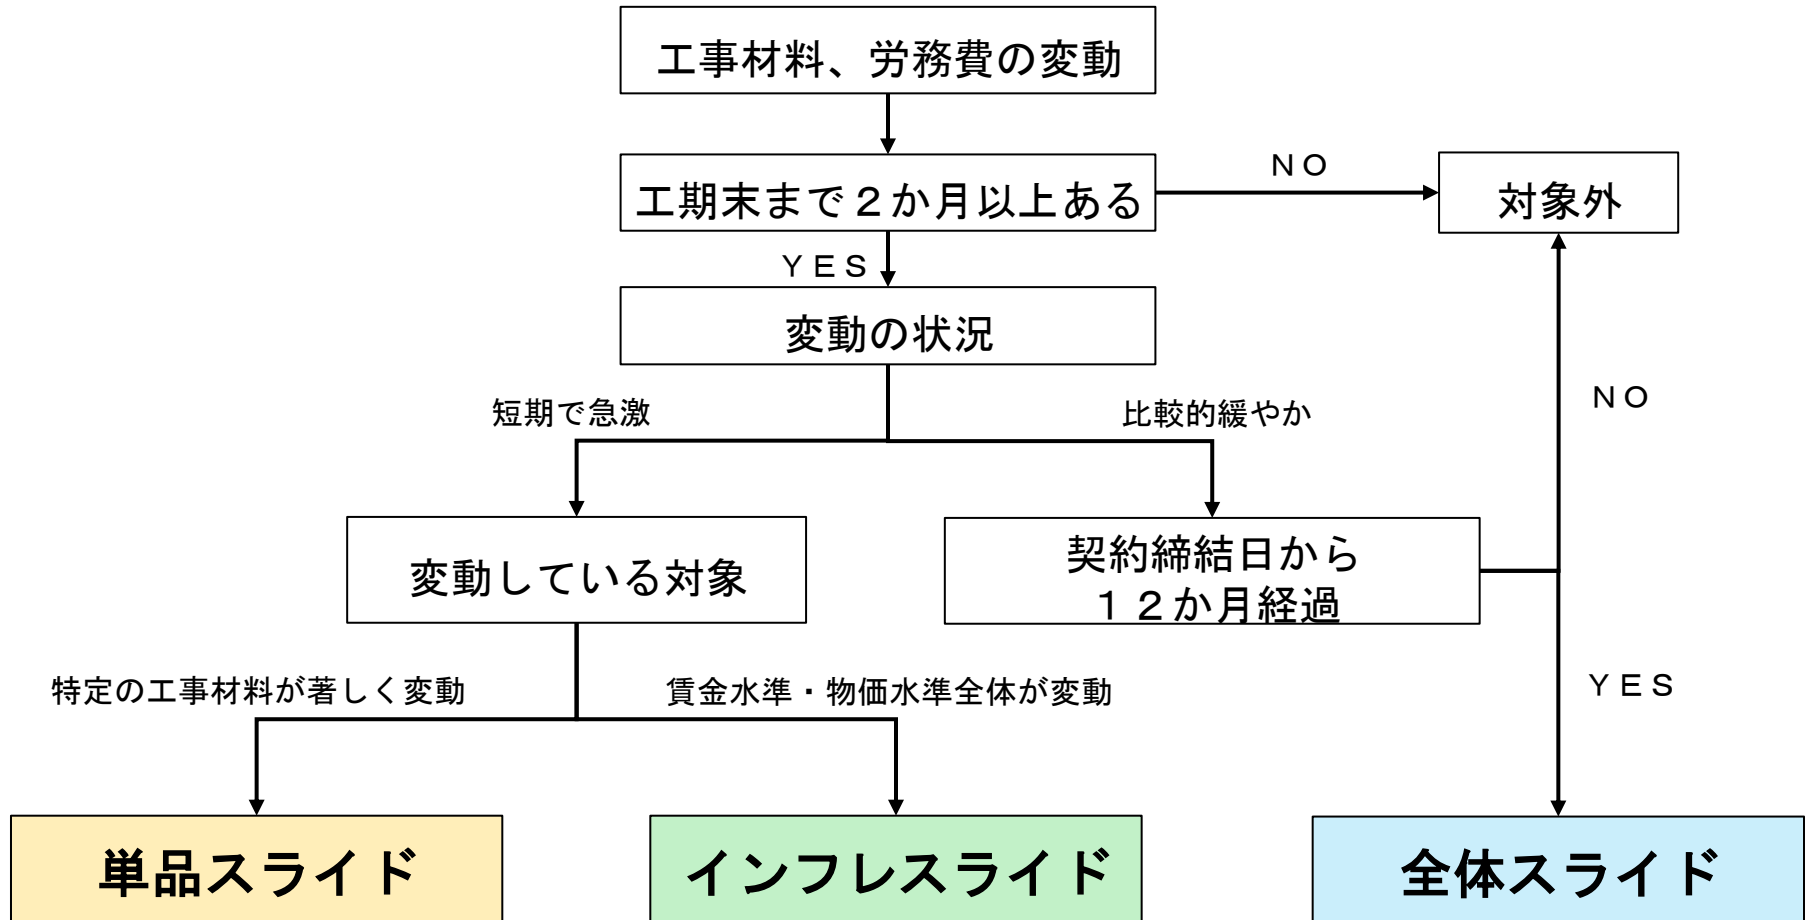 工事材料、労務費の変動
工期末まで２か月以上ある
ＮＯ
対象外
ＹＥＳ
変動の状況
短期で急激
比較的緩やか
ＮＯ
変動している対象
契約締結日から
１２か月経過
特定の工事材料が著しく変動
賃金水準・物価水準全体が変動
ＹＥＳ
単品スライド
インフレスライド
全体スライド